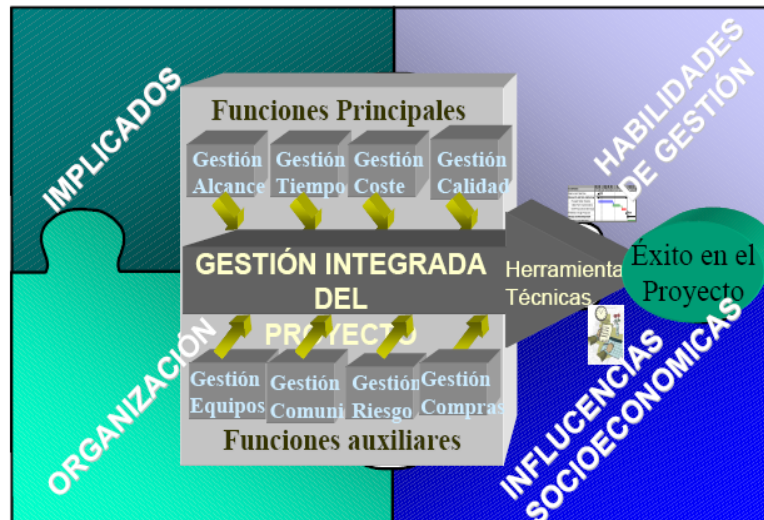 IMPLICADOS
HABILIDADES
DE GESTIÓN
Funciones Principales
Gestión
Alcance
Gestión
Tiempo
Gestión
Coste
Gestión
Calidad
GESTIÓN INTEGRADA
DEL
PROYECTO
Herramienta
Técnicas.
Éxito en el
Proyecto
Gestión
Equipos
Gestión
Comuni
Gestión
Riesgo
Gestión
Compras
Funciones auxiliares
ORGANIZACIÓN
INFLUCENCIAS
SOCIOECONOMICAS